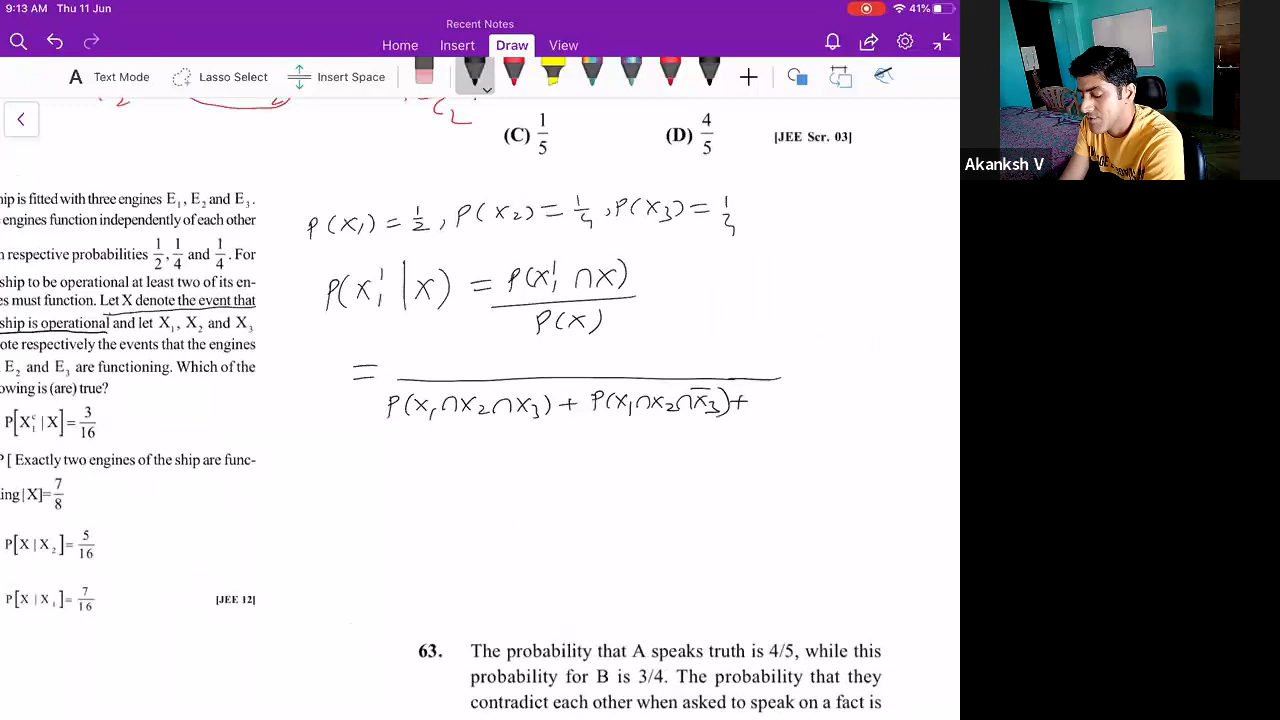 9:13 AM Thu 11 Jun
41%
Recent Notes
Home Insert Draw View
Text Mode Lasso Select Insert Space
(C) 1/5 (D) 4/5 [JEE Scr. 03]
Akanksh V
ship is fitted with three engines E₁, E₂ and E₃.
engines function independently of each other
respective probabilities 1/2, 1/4 and 1/4. For
ship to be operational at least two of its en-
es must function. Let X denote the event that
ship is operational and let X₁, X₂ and X₃
ote respectively the events that the engines
E₂ and E₃ are functioning. Which of the
owing is (are) true?
P[X₁ᶜ | X] = 3/16
P [ Exactly two engines of the ship are func-
ing | X] = 7/8
P[X | X₂] = 5/16
P[X | X₁] = 7/16
[JEE 12]
P(X₁) = 1/2, P(X₂) = 1/4, P(X₃) = 1/4
P(X₁' | X) = P(X₁' ∩ X) / P(X)
=
P(X₁ ∩ X₂ ∩ X₃) + P(X₁ ∩ X₂ ∩ X̅₃) +
63. The probability that A speaks truth is 4/5, while this
probability for B is 3/4. The probability that they
contradict each other when asked to speak on a fact is